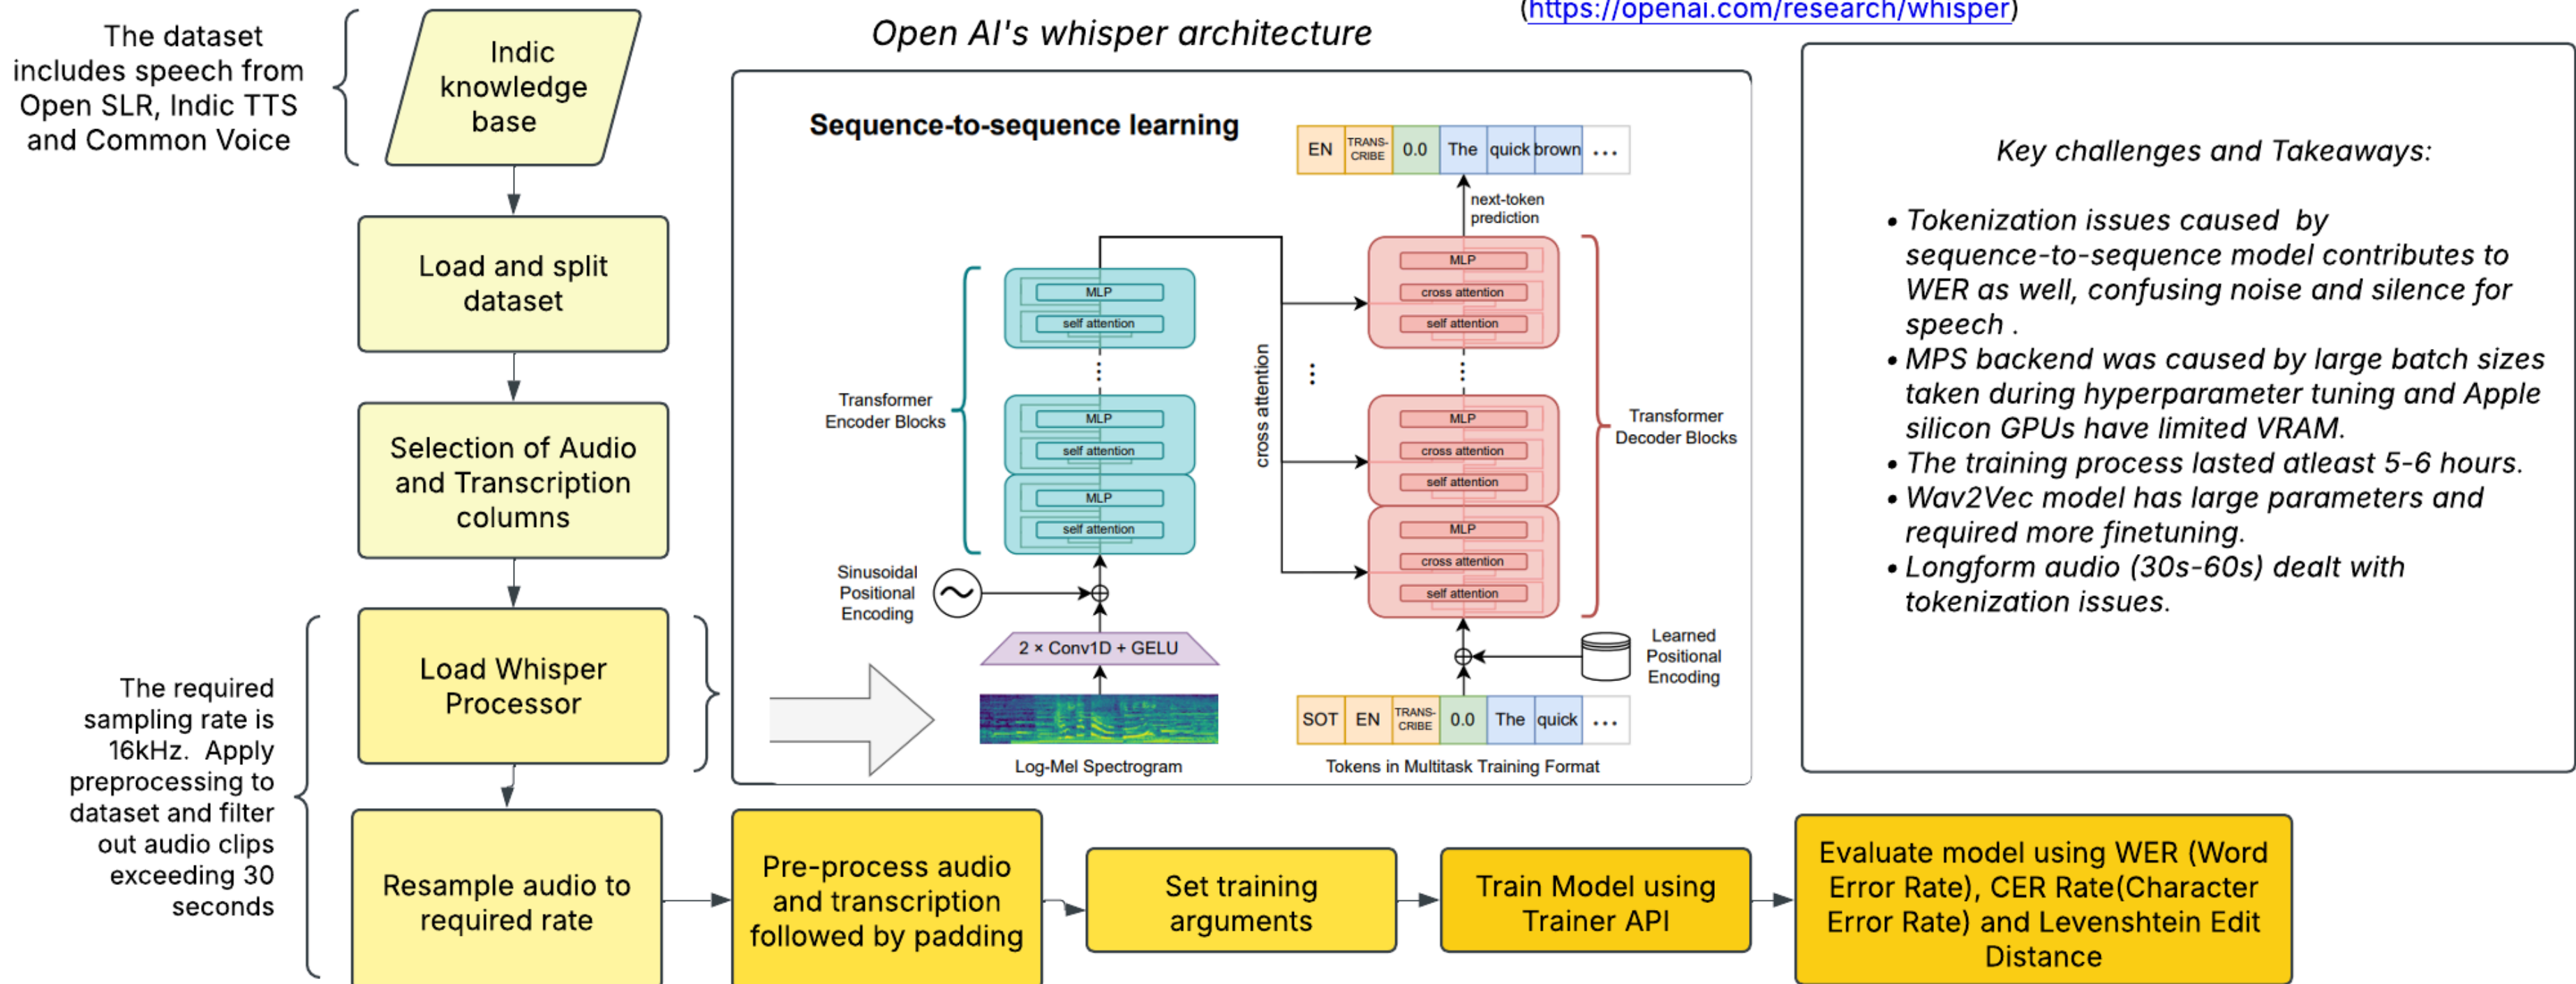 (https://openai.com/research/whisper)
Open AI's whisper architecture
The dataset
includes speech from
Open SLR, Indic TTS
and Common Voice
Indic
knowledge
base
Load and split
dataset
Selection of Audio
and Transcription
columns
Load Whisper
Processor
The required
sampling rate is
16kHz. Apply
preprocessing to
dataset and filter
out audio clips
exceeding 30
seconds
Resample audio to
required rate
Pre-process audio
and transcription
followed by padding
Set training
arguments
Train Model using
Trainer API
Evaluate model using WER (Word
Error Rate), CER Rate(Character
Error Rate) and Levenshtein Edit
Distance
Sequence-to-sequence learning
EN TRANS-CRIBE 0.0 The quick brown ...
next-token
prediction
MLP
self attention
MLP
self attention
MLP
self attention
Transformer
Encoder Blocks
cross attention
MLP
cross attention
self attention
MLP
cross attention
self attention
MLP
cross attention
self attention
Transformer
Decoder Blocks
Sinusoidal
Positional
Encoding
2 × Conv1D + GELU
Log-Mel Spectrogram
Learned
Positional
Encoding
SOT EN TRANS-CRIBE 0.0 The quick ...
Tokens in Multitask Training Format
Key challenges and Takeaways:
• Tokenization issues caused by
sequence-to-sequence model contributes to
WER as well, confusing noise and silence for
speech .
• MPS backend was caused by large batch sizes
taken during hyperparameter tuning and Apple
silicon GPUs have limited VRAM.
• The training process lasted atleast 5-6 hours.
• Wav2Vec model has large parameters and
required more finetuning.
• Longform audio (30s-60s) dealt with
tokenization issues.